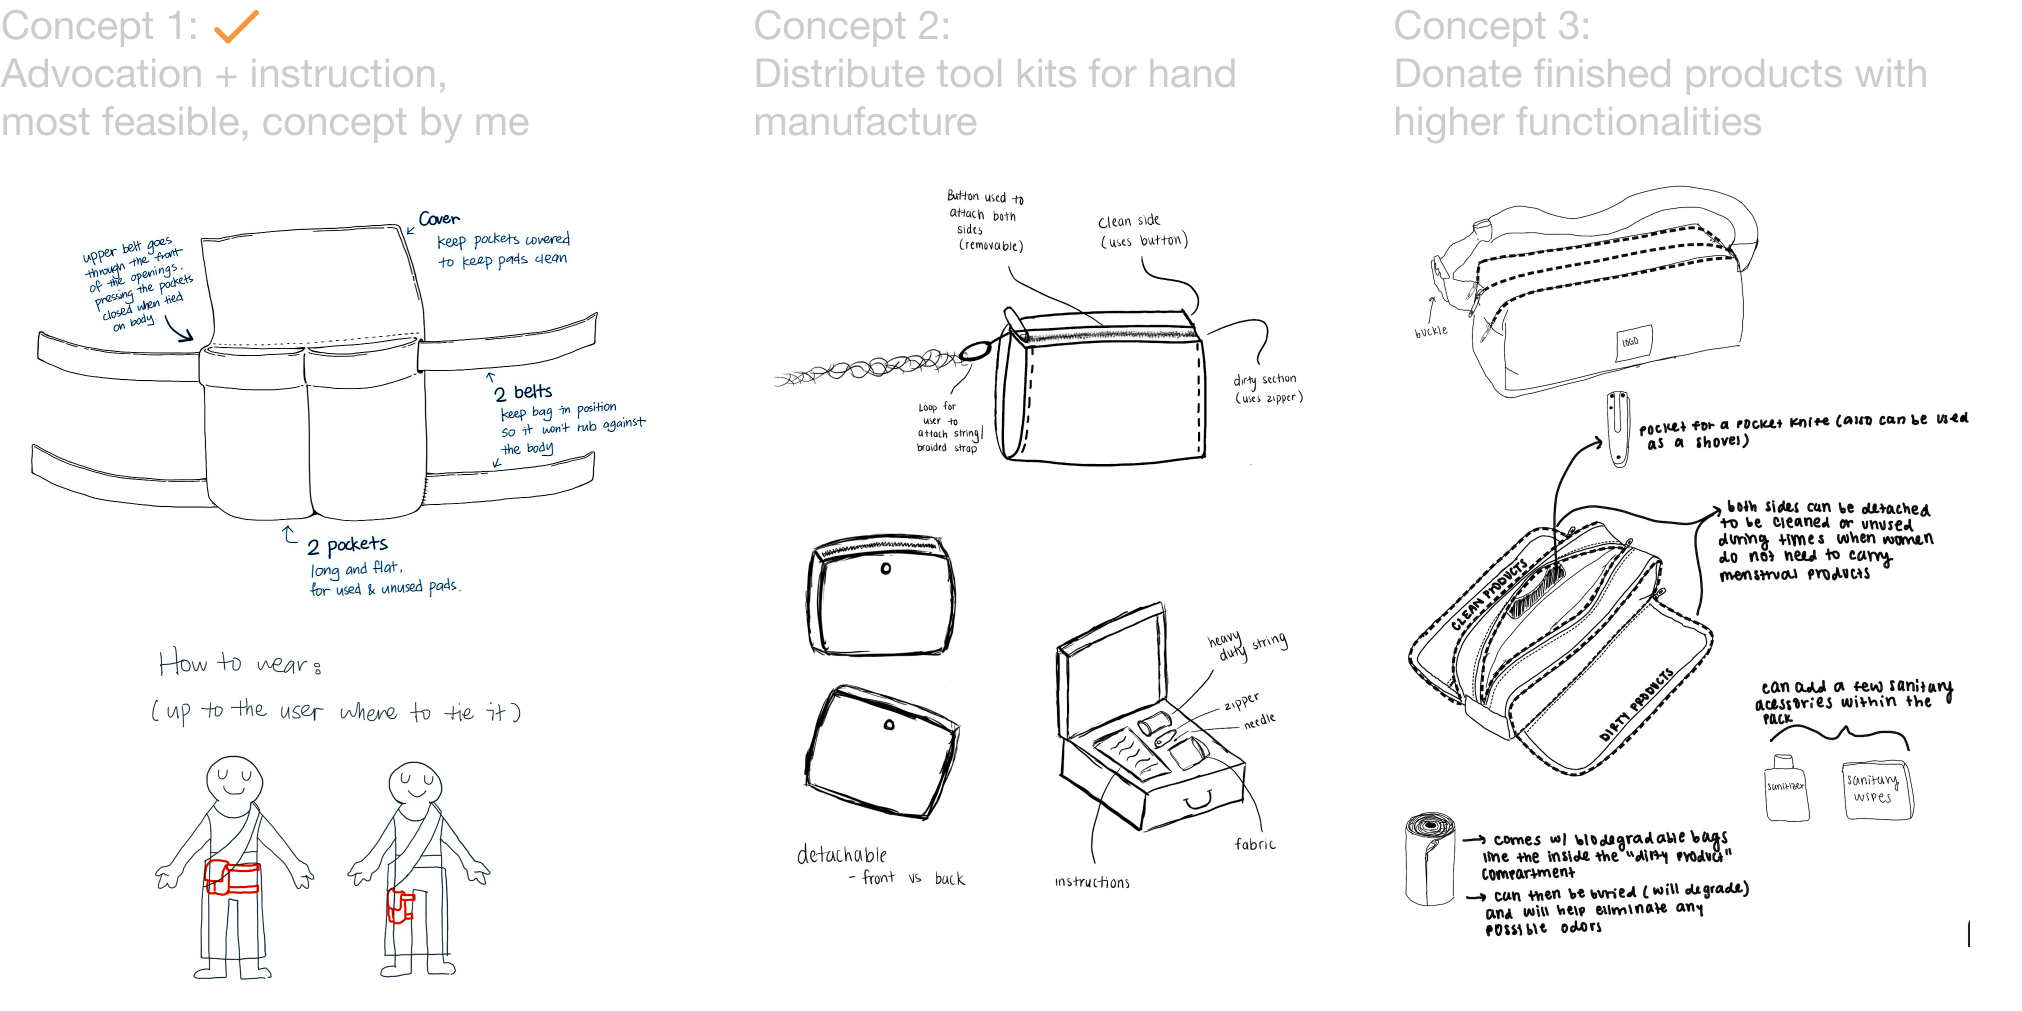 Concept 1:
Advocation + instruction,
most feasible, concept by me
upper belt goes
through the front
of the openings.
pressing the pockets
closed when tied
on body.
Cover
keep pockets covered
to keep pads clean
2 belts
keep bag in position
so it won't rub against
the body
2 pockets
long and flat.
for used & unused pads.
How to wear:
(up to the user where to tie it)
Concept 2:
Distribute tool kits for hand
manufacture
Button used to
attach both
sides
(removable)
Clean side
(uses button)
dirty section
(uses zipper)
Loop for
user to
attach string/
braided strap
detachable
- front vs back
heavy
duty string
zipper
needle
fabric
instructions
Concept 3:
Donate finished products with
higher functionalities
buckle
LOGO
pocket for a pocket knife (also can be used
as a shovel)
both sides can be detached
to be cleaned or unused
during times when women
do not need to carry
menstrual products
CLEAN PRODUCTS
DIRTY PRODUCTS
can add a few sanitary
acessories within the
pack
sanitizer
sanitary
wipes
comes w/ biodegradable bags
line the inside the "dirty product"
compartment
can then be buried (will degrade)
and will help eliminate any
possible odors